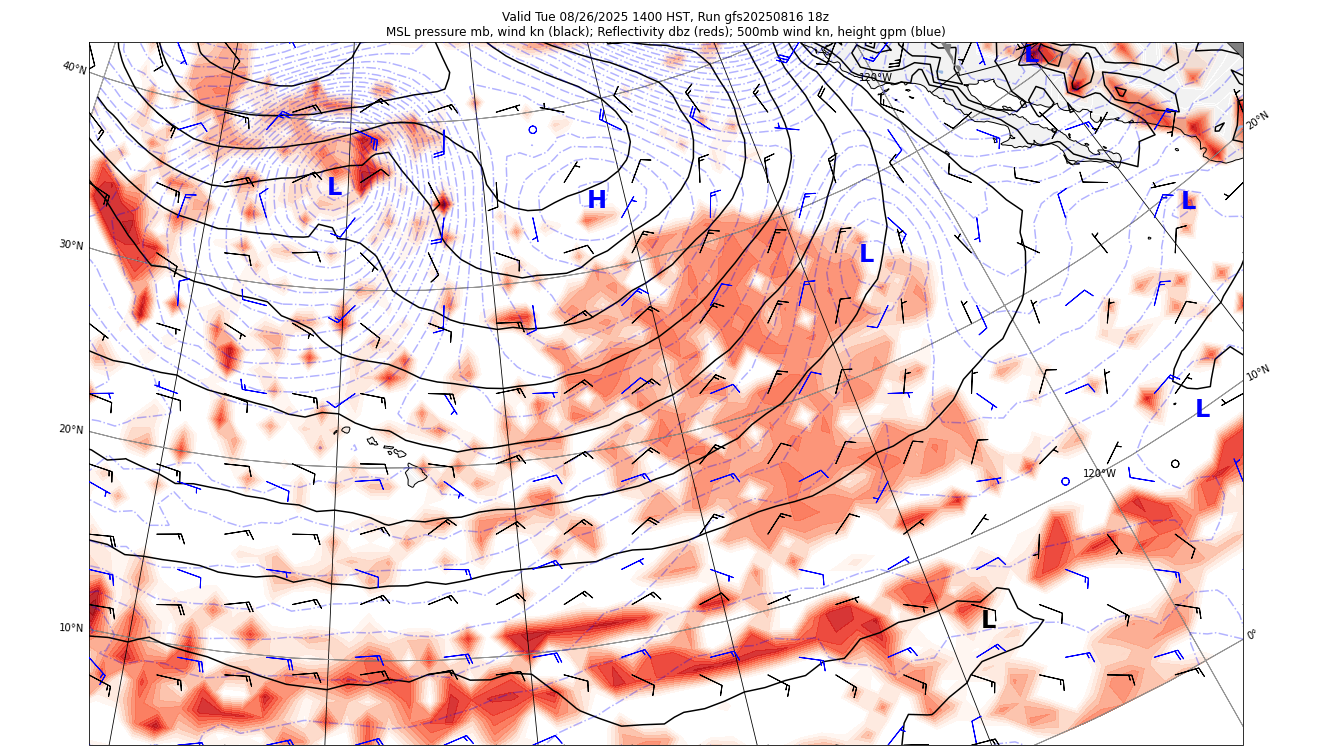 Valid Tue 08/26/2025 1400 HST, Run gfs20250816 18z
MSL pressure mb, wind kn (black); Reflectivity dbz (reds); 500mb wind kn, height gpm (blue)
L
40°N
120°W
20°N
L
H
L
30°N
L
10°N
L
20°N
120°W
L
10°N
0°